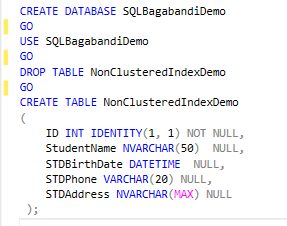 CREATE DATABASE SQLBagabandiDemo
GO
USE SQLBagabandiDemo
GO
DROP TABLE NonClusteredIndexDemo
GO
CREATE TABLE NonClusteredIndexDemo
(
ID INT IDENTITY(1, 1) NOT NULL,
StudentName NVARCHAR(50) NULL,
STDBirthDate DATETIME NULL,
STDPhone VARCHAR(20) NULL,
STDAddress NVARCHAR(MAX) NULL
);